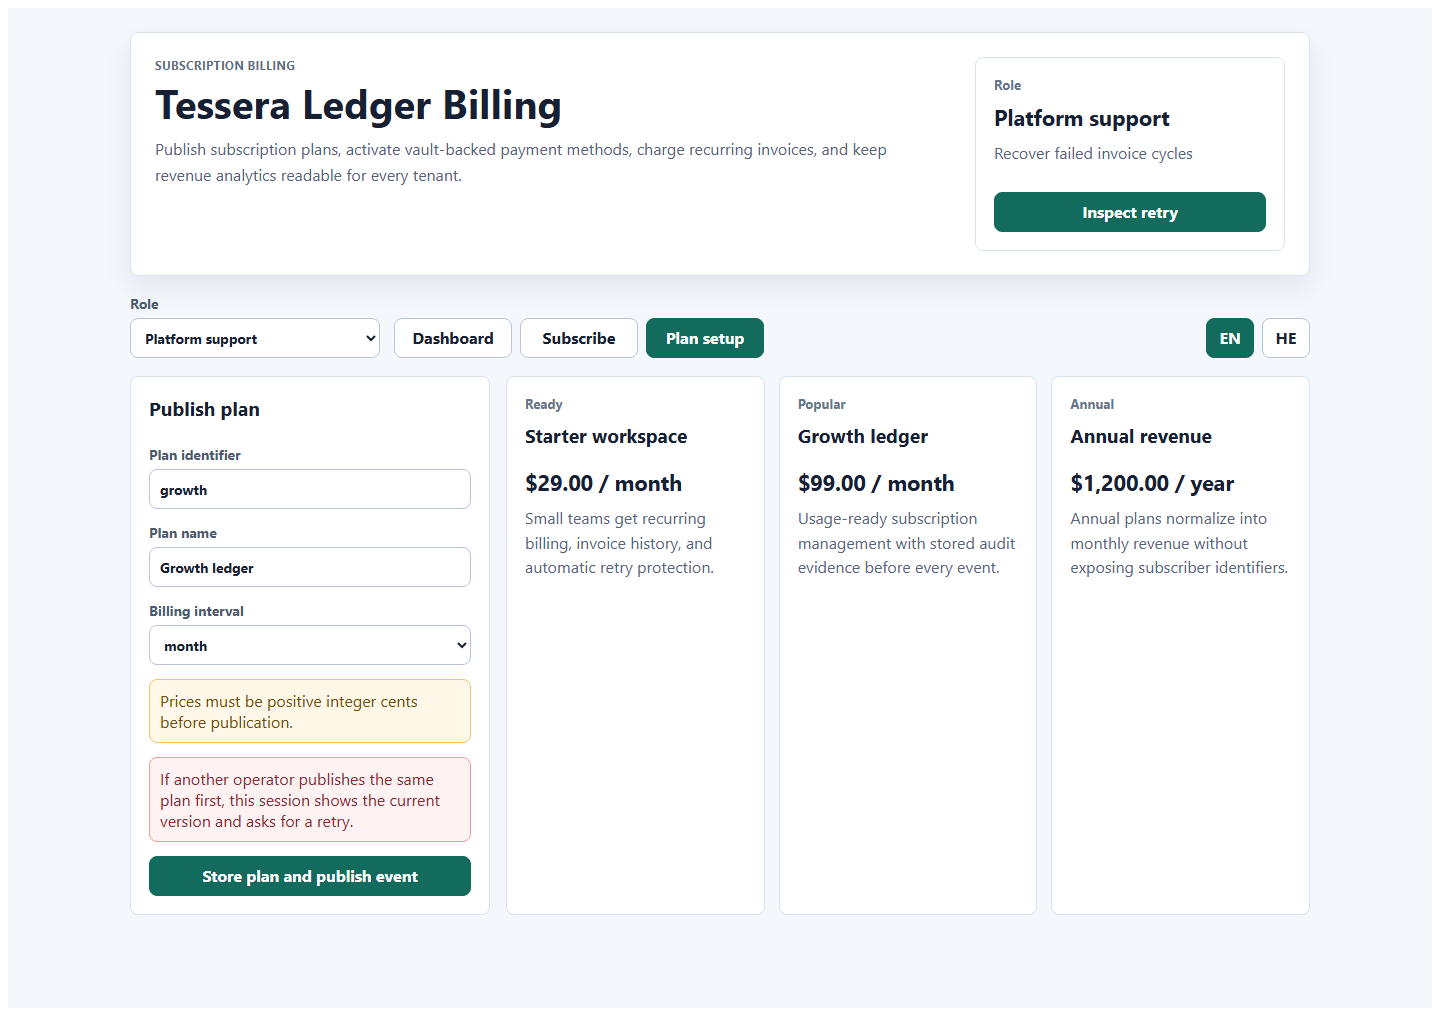 SUBSCRIPTION BILLING
Tessera Ledger Billing
Publish subscription plans, activate vault-backed payment methods, charge recurring invoices, and keep
revenue analytics readable for every tenant.
Role
Platform support
Recover failed invoice cycles
Inspect retry
Role
Platform support
Dashboard
Subscribe
Plan setup
EN
HE
Publish plan
Plan identifier
growth
Plan name
Growth ledger
Billing interval
month
Prices must be positive integer cents
before publication.
If another operator publishes the same
plan first, this session shows the current
version and asks for a retry.
Store plan and publish event
Ready
Starter workspace
$29.00 / month
Small teams get recurring
billing, invoice history, and
automatic retry protection.
Popular
Growth ledger
$99.00 / month
Usage-ready subscription
management with stored audit
evidence before every event.
Annual
Annual revenue
$1,200.00 / year
Annual plans normalize into
monthly revenue without
exposing subscriber identifiers.